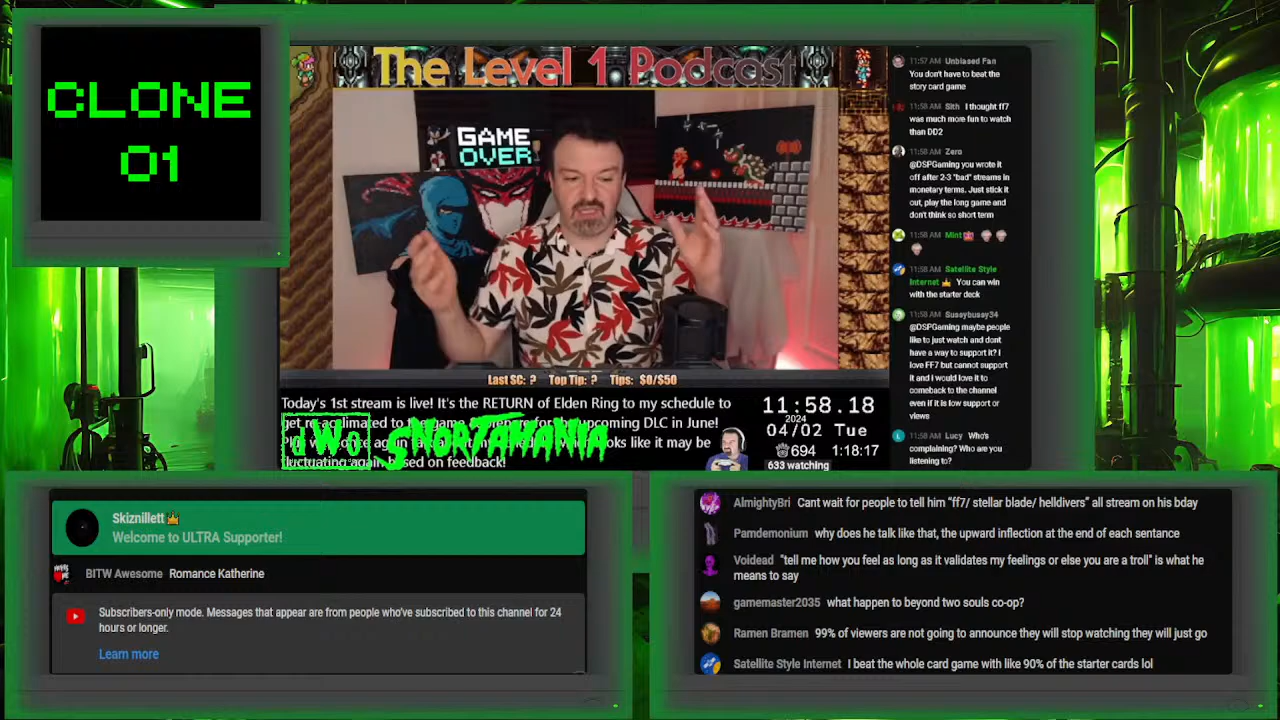 CLONE
01
The Level 1 Podcast
GAME
OVER
Last SC: ? Top Tip: ? Tips: $0/$50
Today's 1st stream is live! It's the RETURN of Elden Ring to my schedule to
get re
DLC in June!
ooks like it may be
fluctuating again based on feedback!
dWo SNORTAMANIA
11:58.18
2024
04/02 Tue
694 1:18:17
633 watching
11:57 AM Unbiased Fan
You don't have to beat the
story card game
11:58 AM Sith I thought ff7
was much more fun to watch
than DD2
11:58 AM Zero
@DSPGaming you wrote it
off after 2-3 "bad" streams in
monetary terms. Just stick it
out, play the long game and
don't think so short term
11:58 AM Mint
11:58 AM Satellite Style
Internet You can win
with the starter deck
11:58 AM Sussybussy34
@DSPGaming maybe people
like to just watch and dont
have a way to support it? I
love FF7 but cannot support
it and I would love it to
comeback to the channel
even if it is low support or
views
11:58 AM Lucy Who's
complaining? Who are you
listening to?
Skiznillett
Welcome to ULTRA Supporter!
BITW Awesome Romance Katherine
Subscribers-only mode. Messages that appear are from people who've subscribed to this channel for 24
hours or longer.
Learn more
AlmightyBri Cant wait for people to tell him "ff7/ stellar blade/ helldivers" all stream on his bday
Pamdemonium why does he talk like that, the upward inflection at the end of each sentance
Voidead "tell me how you feel as long as it validates my feelings or else you are a troll" is what he
means to say
gamemaster2035 what happen to beyond two souls co-op?
Ramen Bramen 99% of viewers are not going to announce they will stop watching they will just go
Satellite Style Internet I beat the whole card game with like 90% of the starter cards lol